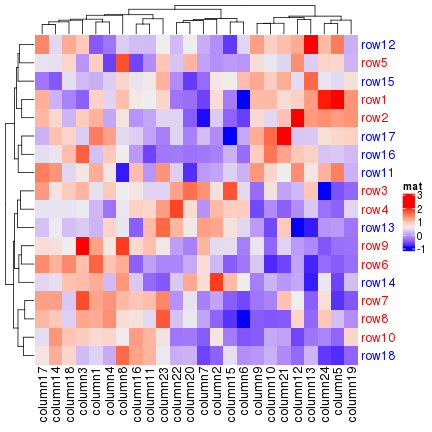 row12
row5
row15
row1
row2
row17
row16
row11
row3
row4
row13
row9
row6
row14
row7
row8
row10
row18
mat
3
2
1
0
-1
column17
column14
column18
column3
column1
column4
column8
column16
column11
column23
column22
column20
column7
column2
column15
column6
column9
column10
column21
column12
column13
column24
column5
column19